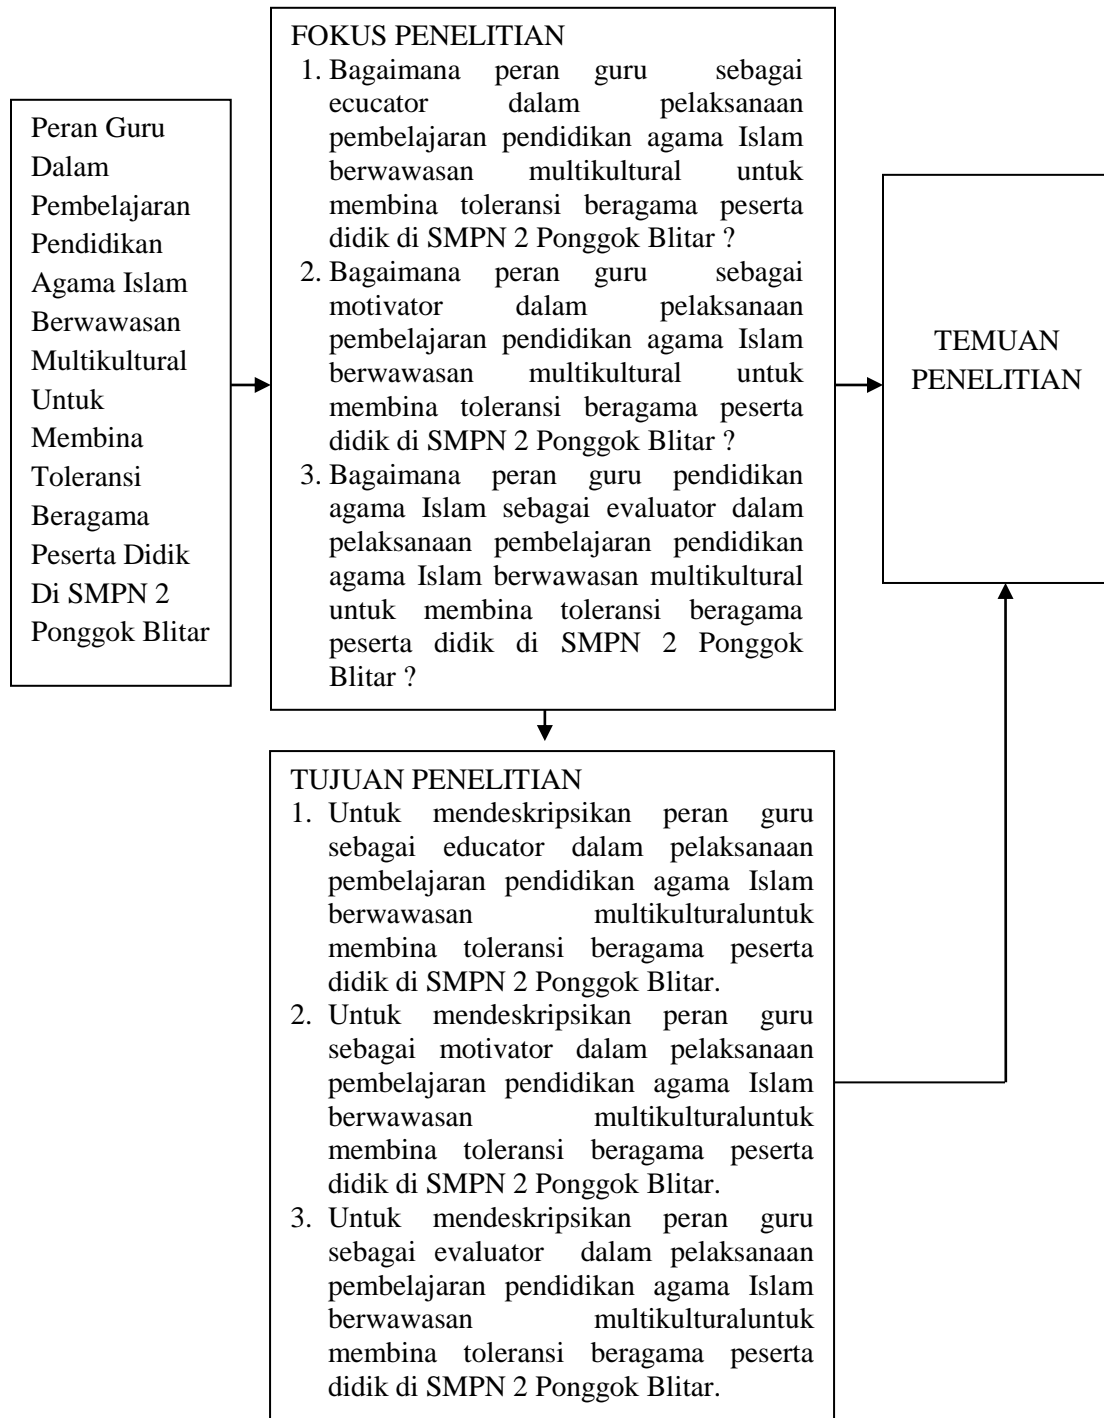 Peran Guru
Dalam
Pembelajaran
Pendidikan
Agama Islam
Berwawasan
Multikultural
Untuk
Membina
Toleransi
Beragama
Peserta Didik
Di SMPN 2
Ponggok Blitar
FOKUS PENELITIAN
1. Bagaimana peran guru sebagai
ecucator dalam pelaksanaan
pembelajaran pendidikan agama Islam
berwawasan multikultural untuk
membina toleransi beragama peserta
didik di SMPN 2 Ponggok Blitar ?
2. Bagaimana peran guru sebagai
motivator dalam pelaksanaan
pembelajaran pendidikan agama Islam
berwawasan multikultural untuk
membina toleransi beragama peserta
didik di SMPN 2 Ponggok Blitar ?
3. Bagaimana peran guru pendidikan
agama Islam sebagai evaluator dalam
pelaksanaan pembelajaran pendidikan
agama Islam berwawasan multikultural
untuk membina toleransi beragama
peserta didik di SMPN 2 Ponggok
Blitar ?
TEMUAN
PENELITIAN
TUJUAN PENELITIAN
1. Untuk mendeskripsikan peran guru
sebagai educator dalam pelaksanaan
pembelajaran pendidikan agama Islam
berwawasan multikulturaluntuk
membina toleransi beragama peserta
didik di SMPN 2 Ponggok Blitar.
2. Untuk mendeskripsikan peran guru
sebagai motivator dalam pelaksanaan
pembelajaran pendidikan agama Islam
berwawasan multikulturaluntuk
membina toleransi beragama peserta
didik di SMPN 2 Ponggok Blitar.
3. Untuk mendeskripsikan peran guru
sebagai evaluator dalam pelaksanaan
pembelajaran pendidikan agama Islam
berwawasan multikulturaluntuk
membina toleransi beragama peserta
didik di SMPN 2 Ponggok Blitar.